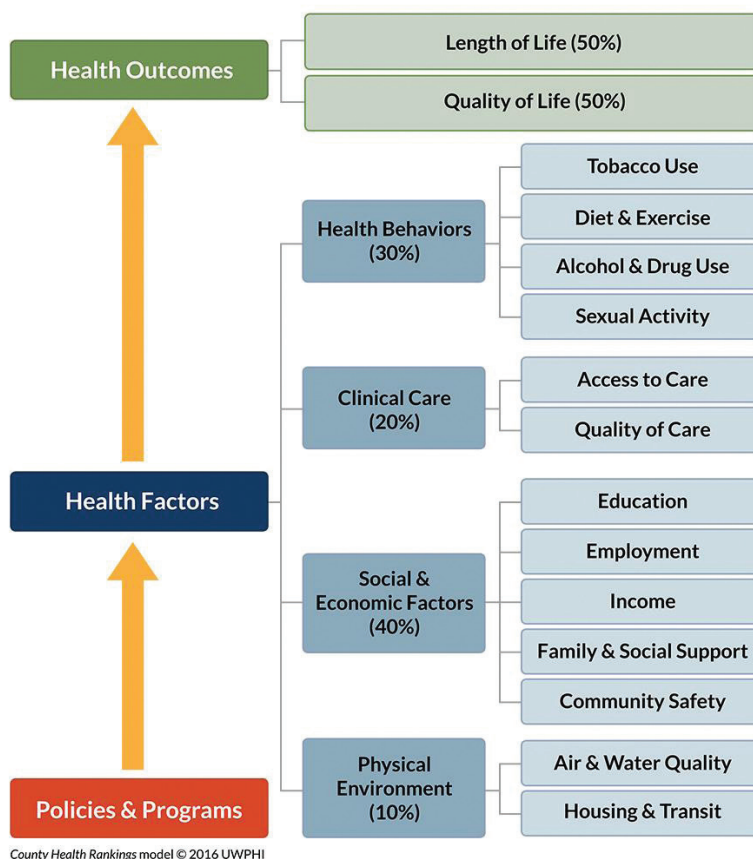 Health Outcomes
Length of Life (50%)
Quality of Life (50%)
Health Factors
Health Behaviors
(30%)
Tobacco Use
Diet & Exercise
Alcohol & Drug Use
Sexual Activity
Clinical Care
(20%)
Access to Care
Quality of Care
Social &
Economic Factors
(40%)
Education
Employment
Income
Family & Social Support
Community Safety
Physical
Environment
(10%)
Air & Water Quality
Housing & Transit
Policies & Programs
County Health Rankings model © 2016 UWPHI